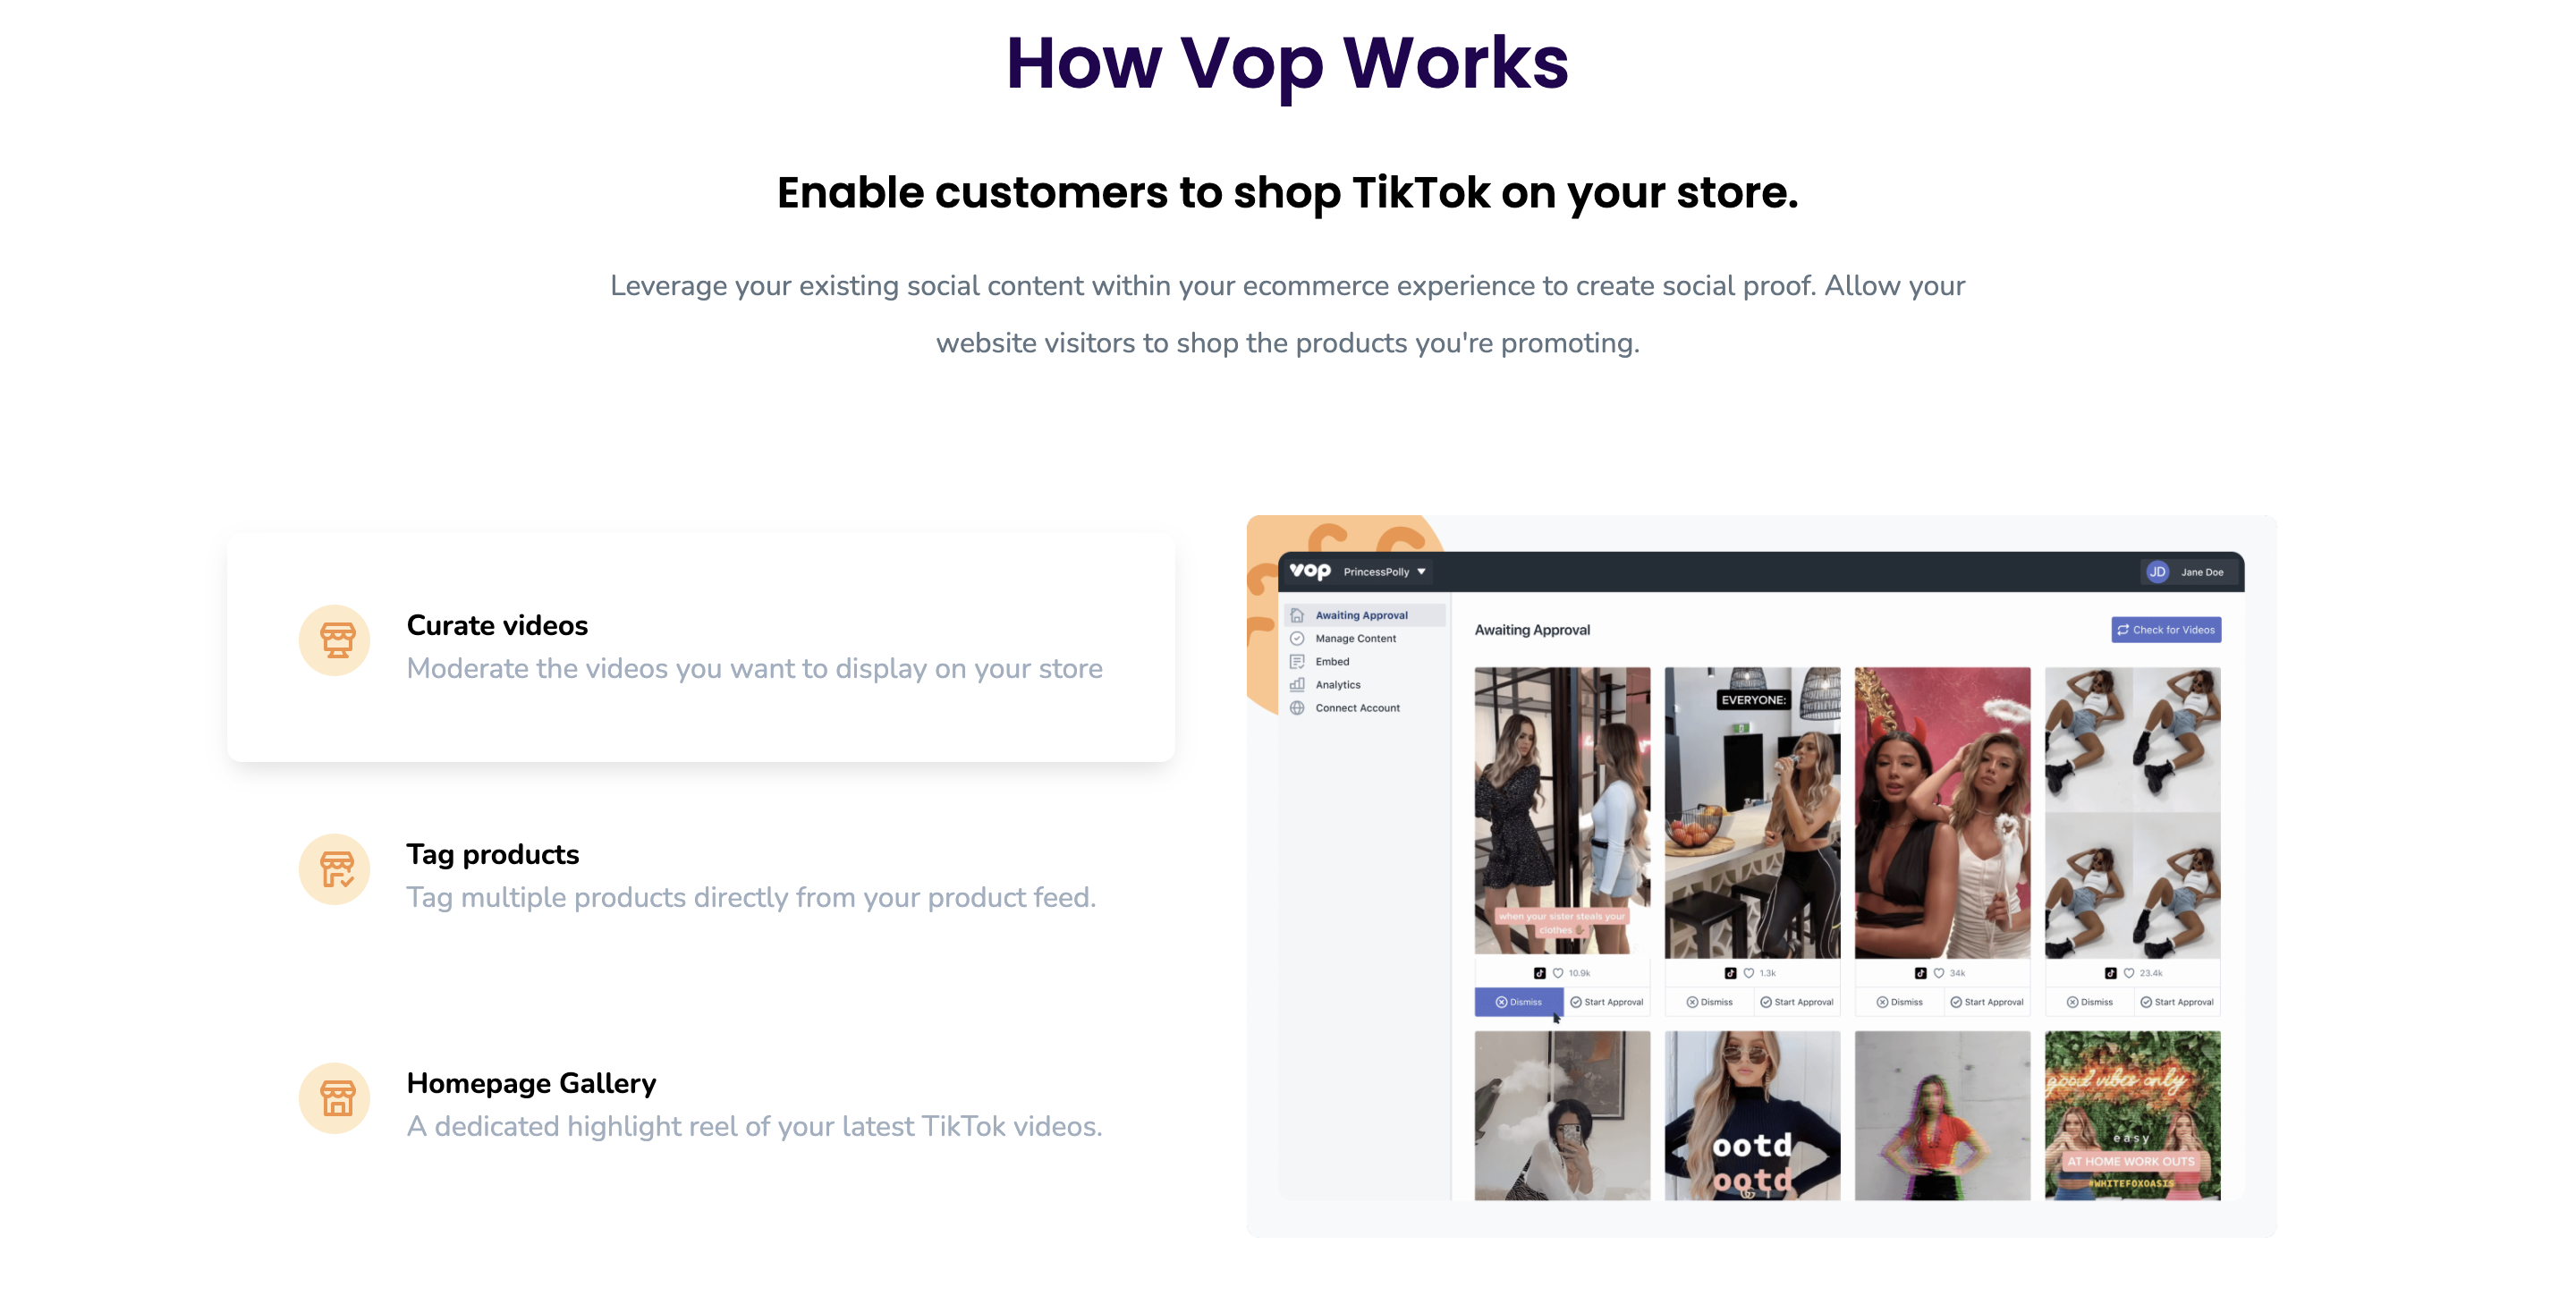 How Vop Works
Enable customers to shop TikTok on your store.
Leverage your existing social content within your ecommerce experience to create social proof. Allow your
website visitors to shop the products you're promoting.
Curate videos
Moderate the videos you want to display on your store
Tag products
Tag multiple products directly from your product feed.
Homepage Gallery
A dedicated highlight reel of your latest TikTok videos.
vop PrincessPolly JD Jane Doe
Awaiting Approval
Manage Content
Embed
Analytics
Connect Account
Awaiting Approval Check for Videos
EVERYONE:
when your sister steals your
clothes
10.9k 1.3k 34k 23.4k
Dismiss Start Approval Dismiss Start Approval Dismiss Start Approval Dismiss Start Approval
ootd
ootd
good vibes only
easy
AT HOME WORK OUTS
#WHITEFOXOASIS